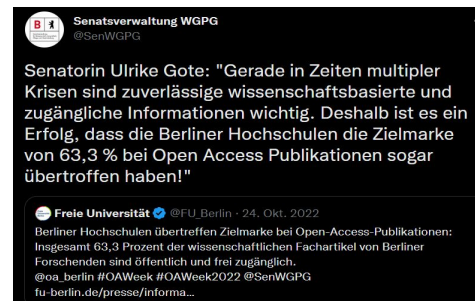 Senatsverwaltung WGPG
@SenWGPG
Senatorin Ulrike Gote: "Gerade in Zeiten multipler
Krisen sind zuverlässige wissenschaftsbasierte und
zugängliche Informationen wichtig. Deshalb ist es ein
Erfolg, dass die Berliner Hochschulen die Zielmarke
von 63,3 % bei Open Access Publikationen sogar
übertroffen haben!"
Freie Universität @FU_Berlin · 24. Okt. 2022
Berliner Hochschulen übertreffen Zielmarke bei Open-Access-Publikationen:
Insgesamt 63,3 Prozent der wissenschaftlichen Fachartikel von Berliner
Forschenden sind öffentlich und frei zugänglich.
@oa_berlin #OAWeek #OAWeek2022 @SenWGPG
fu-berlin.de/presse/informa...